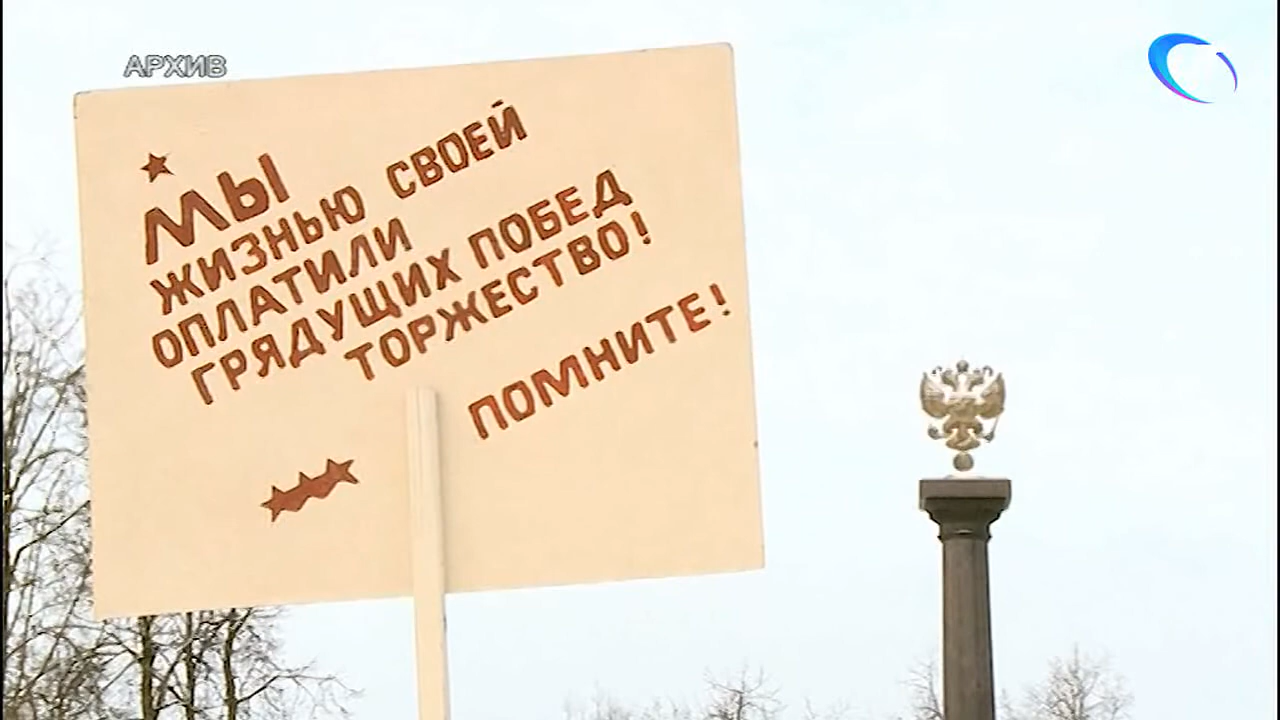 АРХИВ
МЫ
ЖИЗНЬЮ СВОЕЙ
ОПЛАТИЛИ
ГРЯДУЩИХ ПОБЕД
ТОРЖЕСТВО!
ПОМНИТЕ!